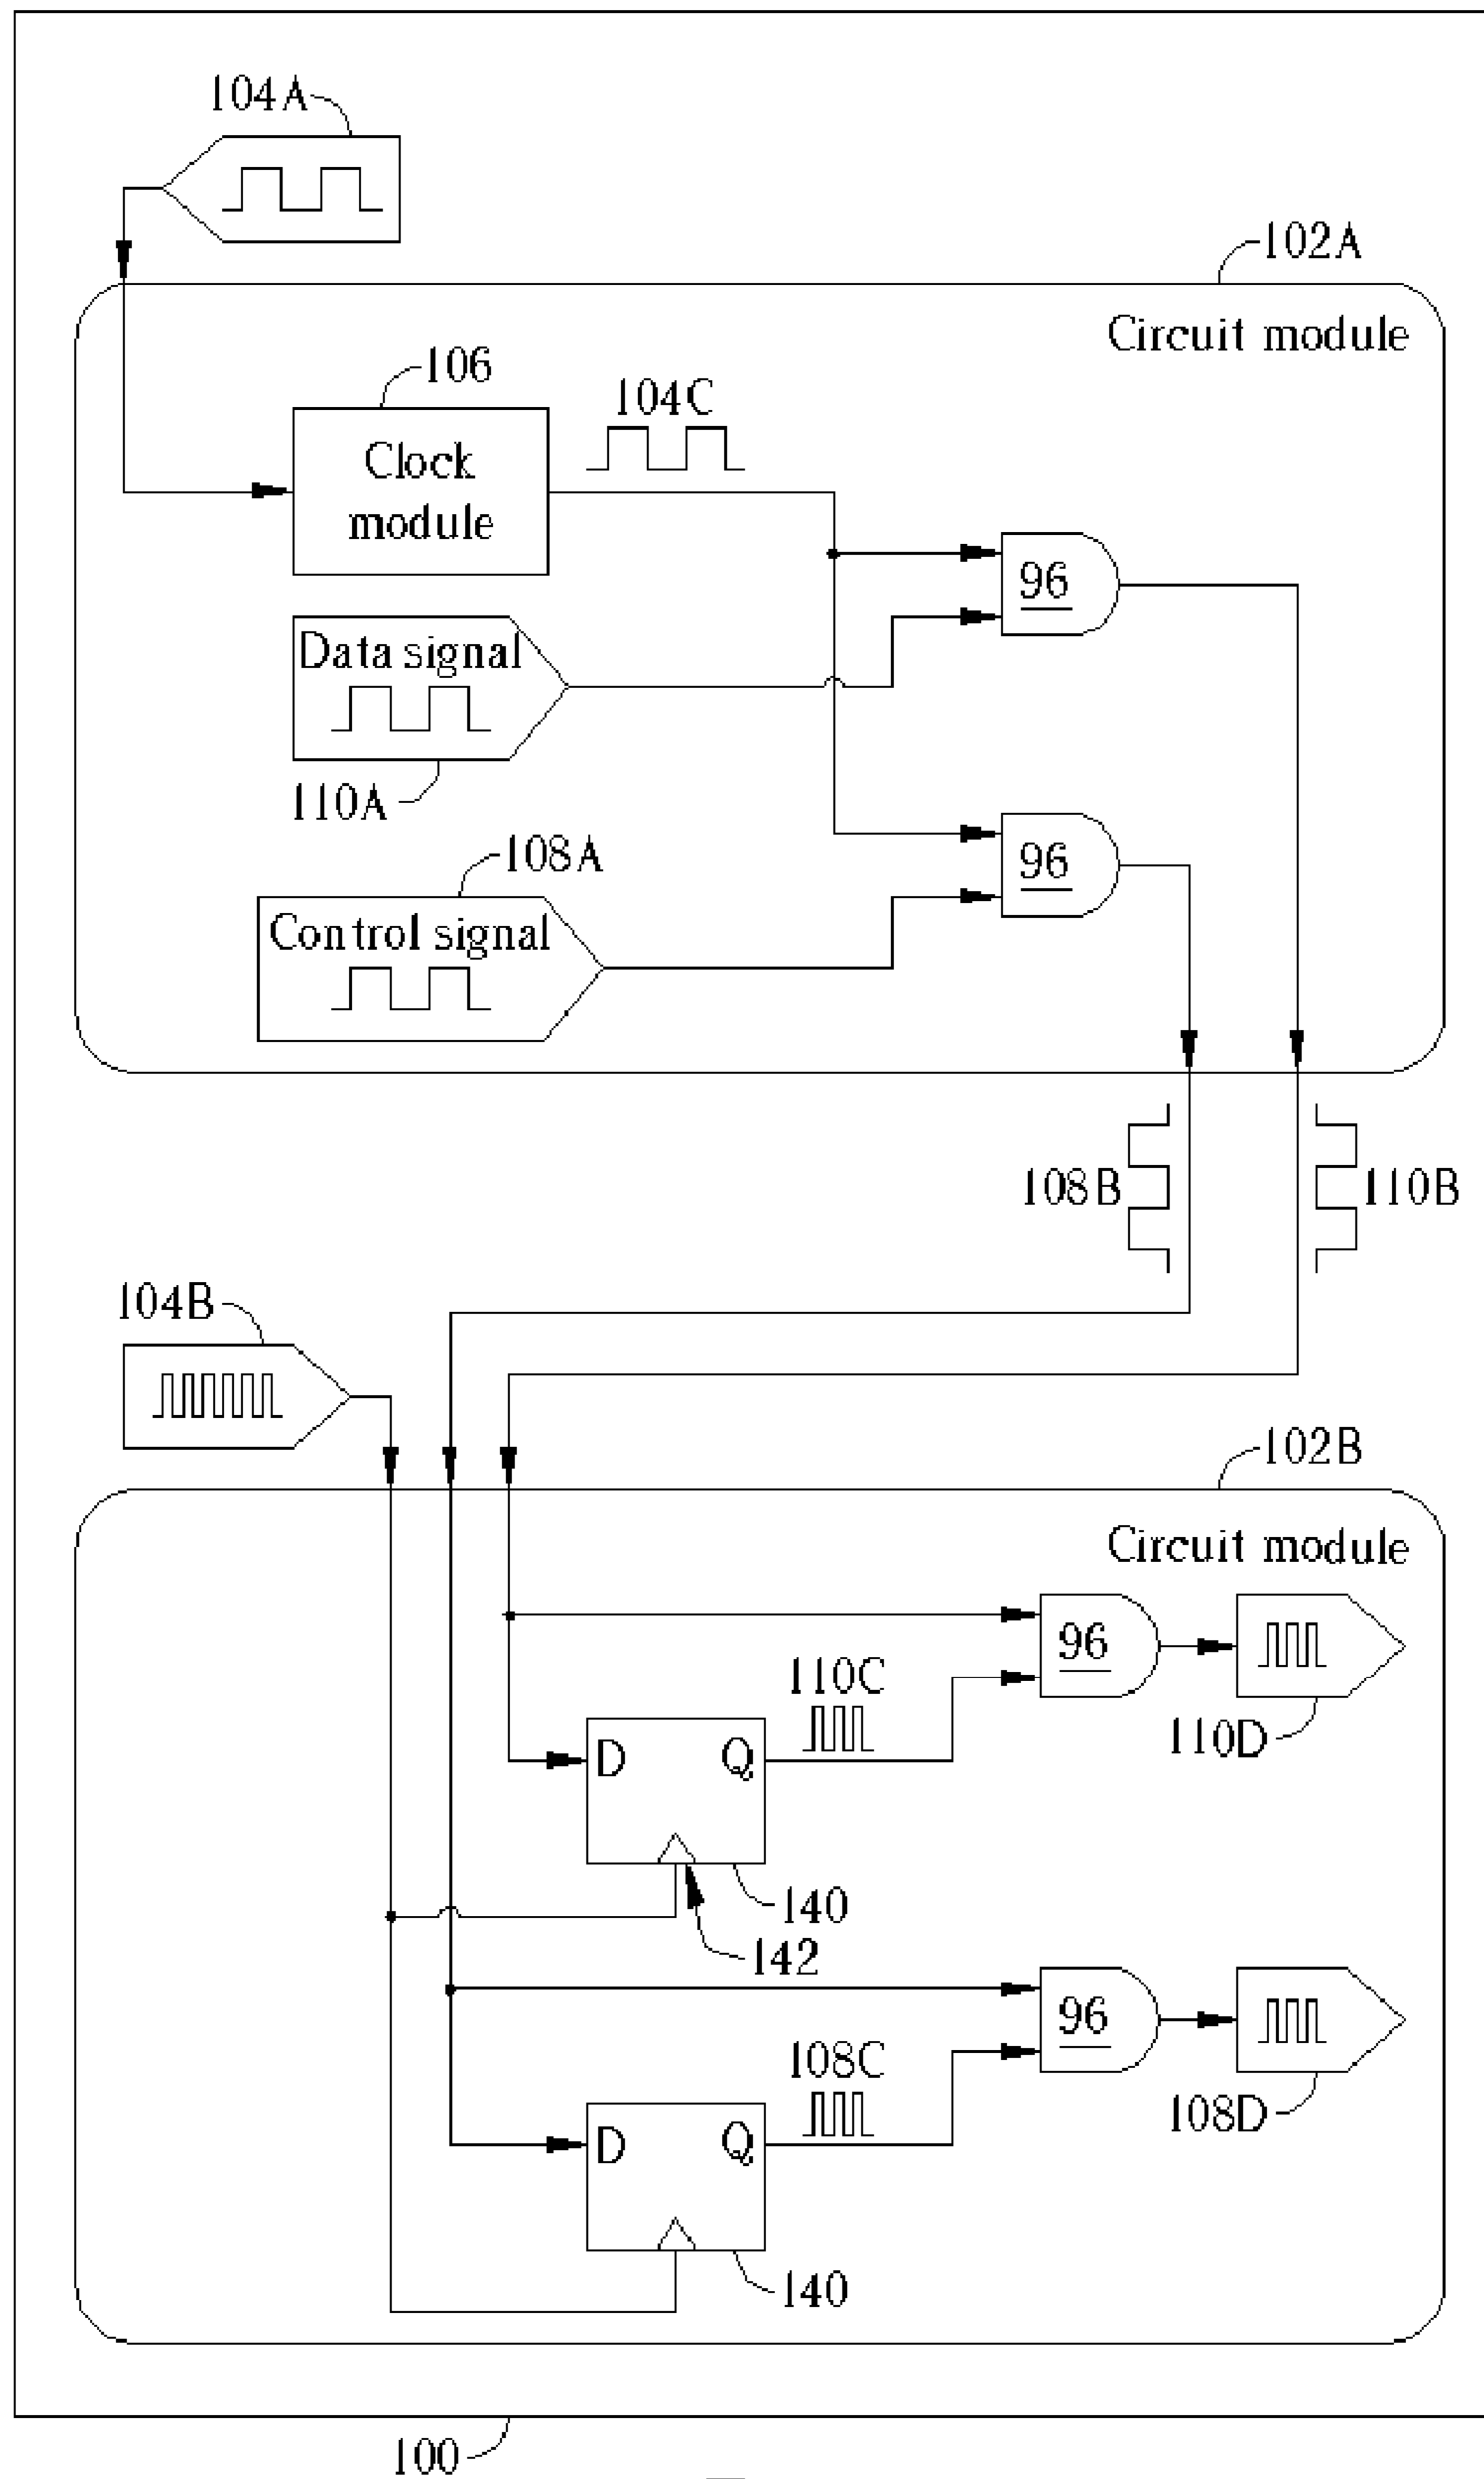 104A
102A
Circuit module
106
104C
Clock
module
96
Data signal
110A
96
108A
Control signal
108B
110B
104B
102B
Circuit module
96
110C
110D
D
Q
140
142
96
108C
108D
D
Q
140
100